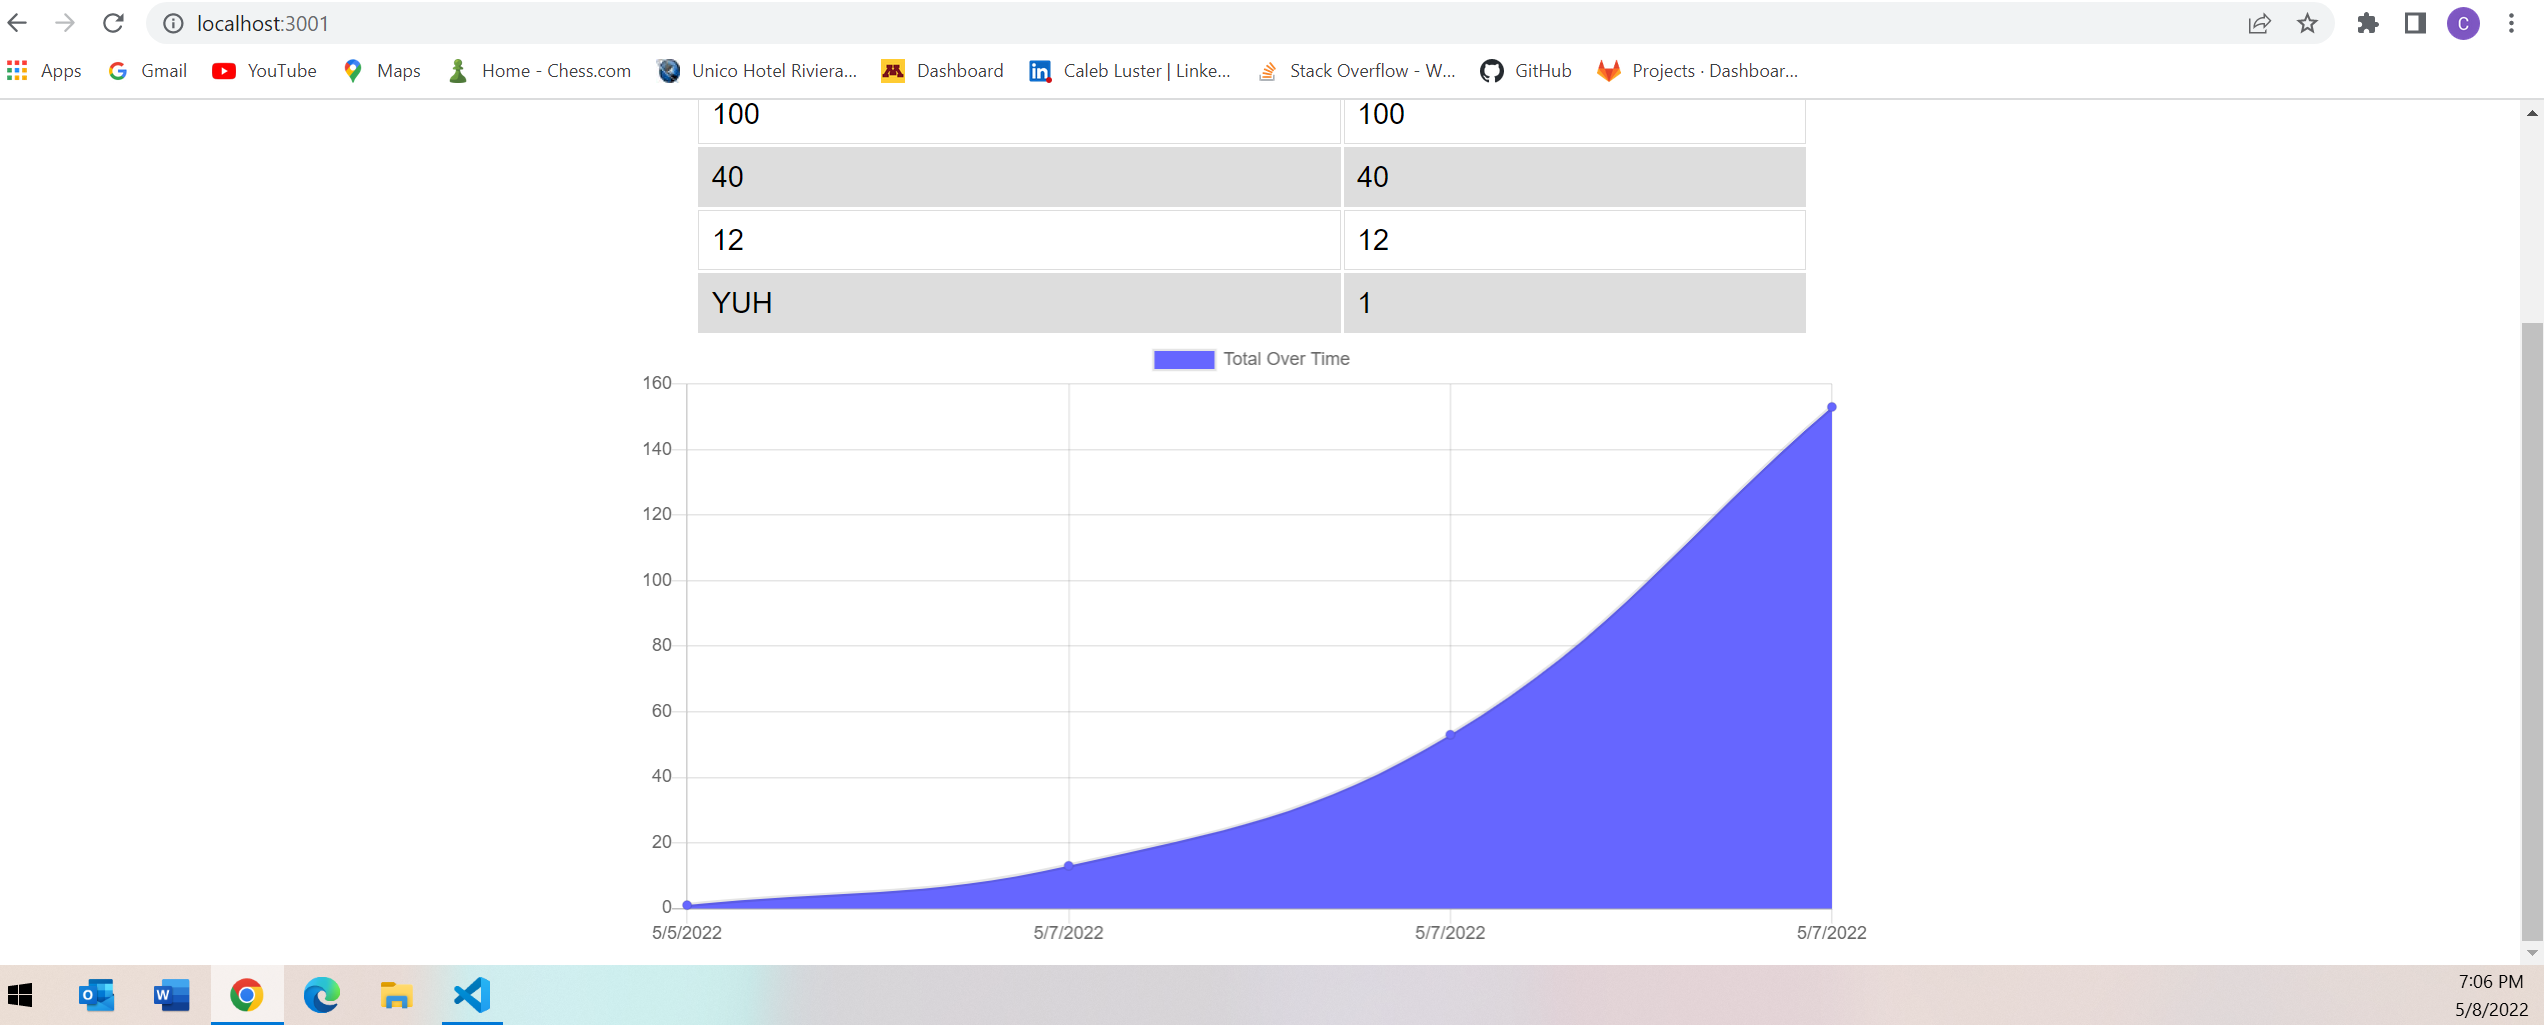 localhost:3001
C
Apps Gmail YouTube Maps Home - Chess.com Unico Hotel Riviera... Dashboard Caleb Luster | Linke... Stack Overflow - W... GitHub Projects · Dashboar...
100 100
40 40
12 12
YUH 1
Total Over Time
160
140
120
100
80
60
40
20
0
5/5/2022 5/7/2022 5/7/2022 5/7/2022
7:06 PM
5/8/2022